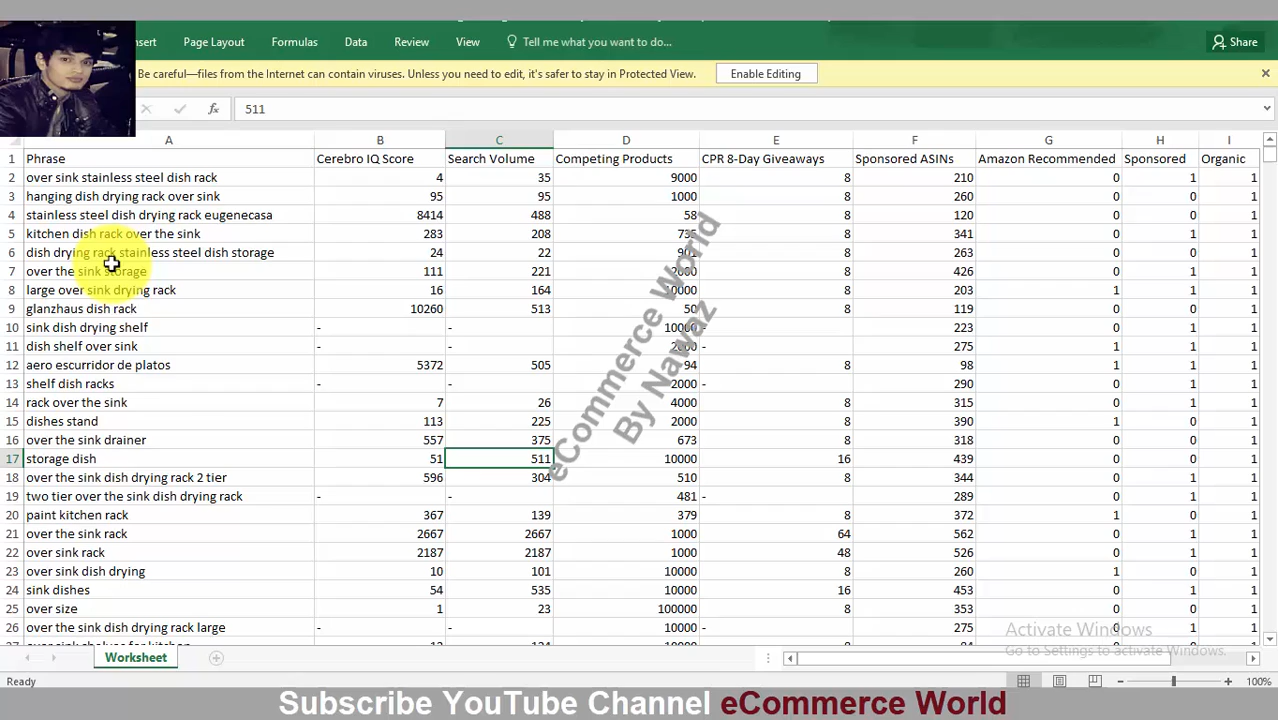 nsert Page Layout Formulas Data Review View Tell me what you want to do... Share
Be careful—files from the Internet can contain viruses. Unless you need to edit, it's safer to stay in Protected View. Enable Editing
fx 511
A B C D E F G H I
1 Phrase Cerebro IQ Score Search Volume Competing Products CPR 8-Day Giveaways Sponsored ASINs Amazon Recommended Sponsored Organic
2 over sink stainless steel dish rack 4 35 9000 8 210 0 1 1
3 hanging dish drying rack over sink 95 95 1000 8 260 0 0 1
4 stainless steel dish drying rack eugenecasa 8414 488 58 8 120 0 1 1
5 kitchen dish rack over the sink 283 208 735 8 341 0 1 1
6 dish drying rack stainless steel dish storage 24 22 901 8 263 0 0 1
7 over the sink storage 111 221 2000 8 426 0 0 1
8 large over sink drying rack 16 164 10000 8 203 1 1 1
9 glanzhaus dish rack 10260 513 50 8 119 0 1 1
10 sink dish drying shelf - - 10000 - 223 0 1 1
11 dish shelf over sink - - 2000 - 275 1 1 1
12 aero escurridor de platos 5372 505 94 8 98 1 1 1
13 shelf dish racks - - 2000 - 290 0 1 1
14 rack over the sink 7 26 4000 8 315 0 1 1
15 dishes stand 113 225 2000 8 390 1 0 1
16 over the sink drainer 557 375 673 8 318 0 1 1
17 storage dish 51 511 10000 16 439 0 0 1
18 over the sink dish drying rack 2 tier 596 304 510 8 344 0 1 1
19 two tier over the sink dish drying rack - - 481 - 289 0 1 1
20 paint kitchen rack 367 139 379 8 372 1 0 1
21 over the sink rack 2667 2667 1000 64 562 0 1 1
22 over sink rack 2187 2187 1000 48 526 0 1 1
23 over sink dish drying 10 101 10000 8 260 1 0 1
24 sink dishes 54 535 10000 16 453 0 0 1
25 over size 1 23 100000 8 353 0 0 1
26 over the sink dish drying rack large - - 10000 - 275 0 1 1
eCommerce World
By Nawaz
Activate Windows
Go to Settings to activate Windows.
Worksheet
Ready 100%
Subscribe YouTube Channel eCommerce World